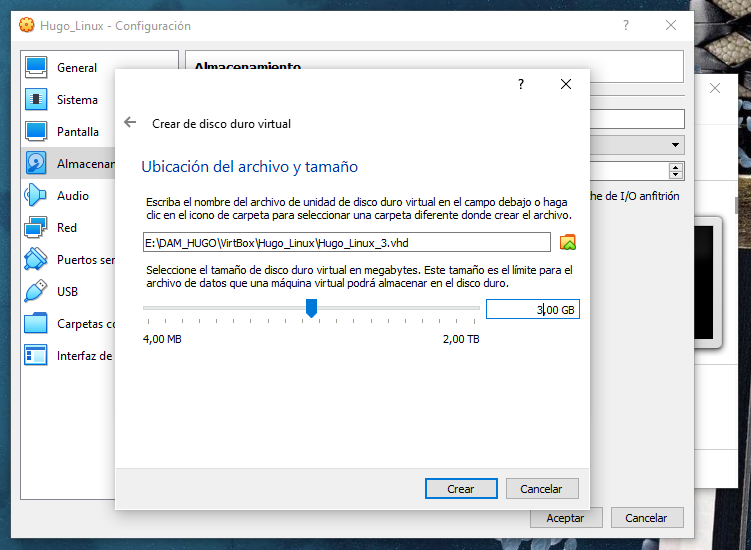 Hugo_Linux - Configuración
?
General
Sistema
Pantalla
Almacenan
Audio
Red
Puertos ser
USB
Carpetas co
Interfaz de
Almacenamiento
he de I/O anfitrión
?
Crear de disco duro virtual
Ubicación del archivo y tamaño
Escriba el nombre del archivo de unidad de disco duro virtual en el campo debajo o haga
clic en el icono de carpeta para seleccionar una carpeta diferente donde crear el archivo.
E:\DAM_HUGO\VirtBox\Hugo_Linux\Hugo_Linux_3.vhd
Seleccione el tamaño de disco duro virtual en megabytes. Este tamaño es el límite para el
archivo de datos que una máquina virtual podrá almacenar en el disco duro.
3,00 GB
4,00 MB
2,00 TB
Crear
Cancelar
Aceptar
Cancelar